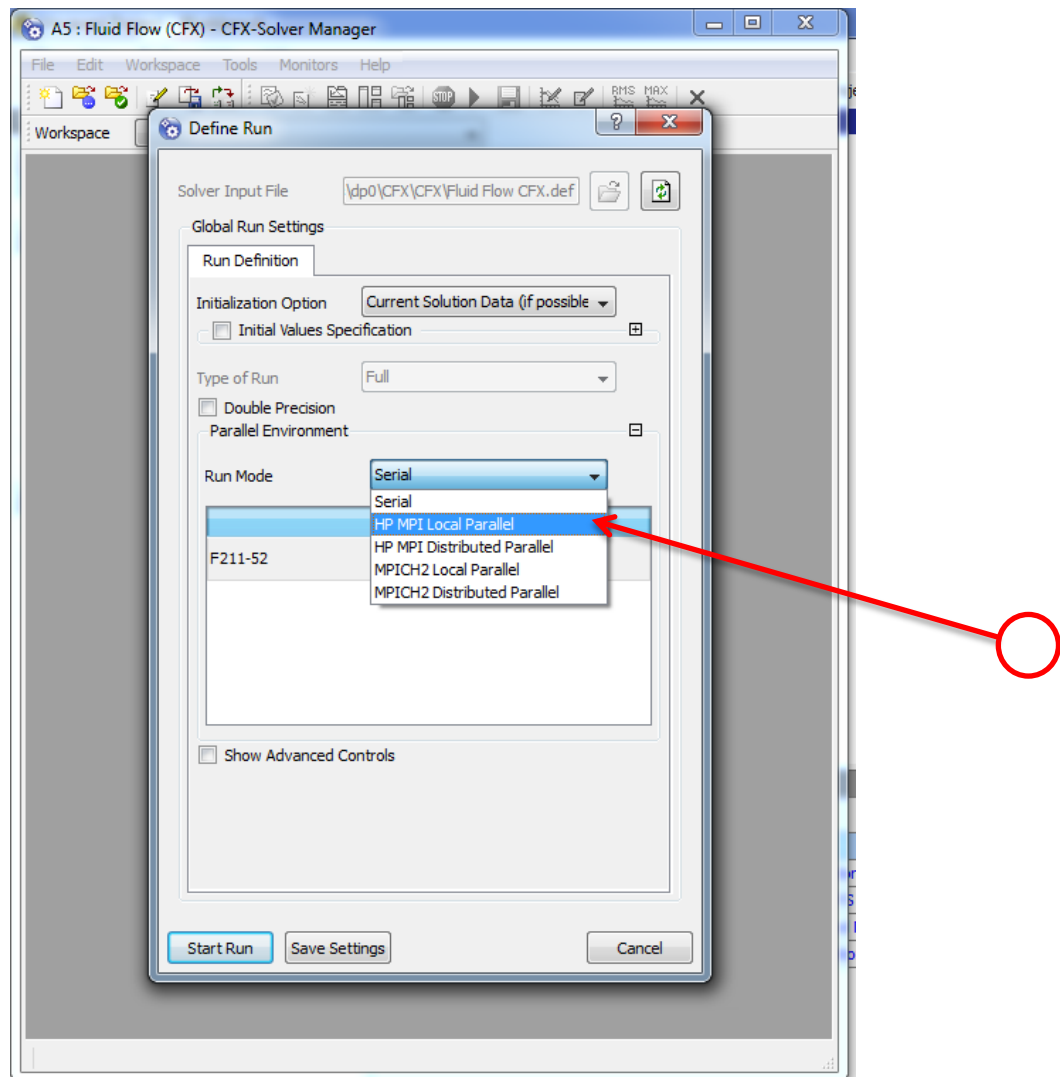 A5 : Fluid Flow (CFX) - CFX-Solver Manager
File Edit Workspace Tools Monitors Help
STOP RMS MAX
Workspace
Define Run
Solver Input File \dp0\CFX\CFX\Fluid Flow CFX.def
Global Run Settings
Run Definition
Initialization Option Current Solution Data (if possible
Initial Values Specification
Type of Run Full
Double Precision
Parallel Environment
Run Mode Serial
Serial
HP MPI Local Parallel
HP MPI Distributed Parallel
F211-52
MPICH2 Local Parallel
MPICH2 Distributed Parallel
Show Advanced Controls
Start Run Save Settings Cancel